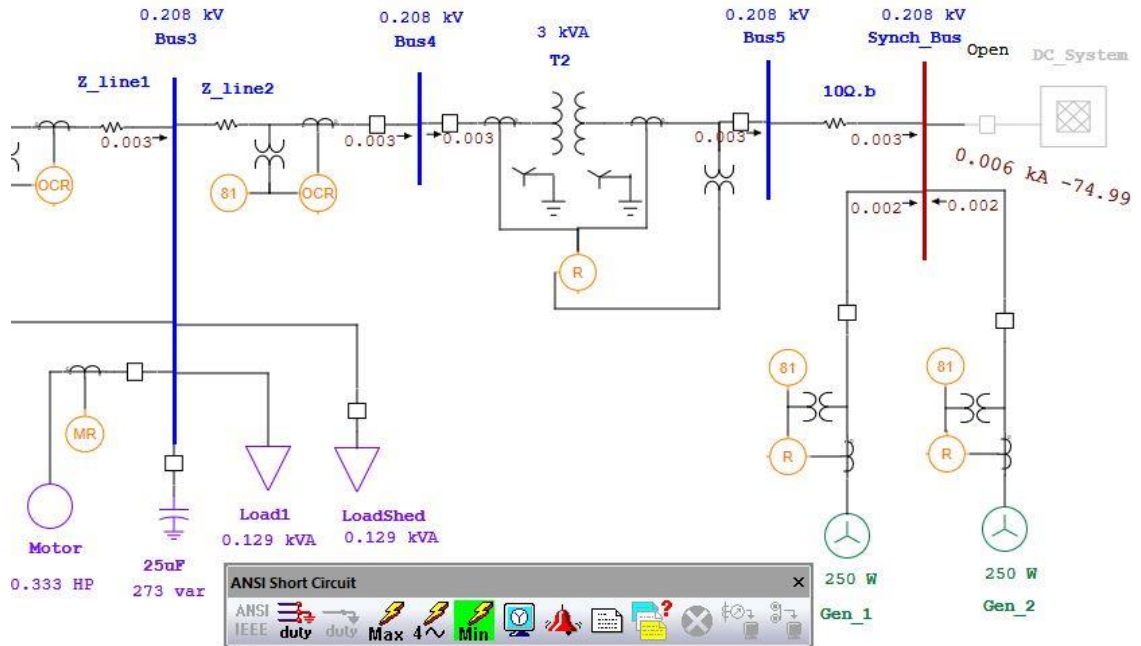 0.208 kV
Bus3
0.208 kV
Bus4
3 kVA
T2
0.208 kV
Bus5
0.208 kV
Synch_Bus
Open
DC_System
Z_line1
Z_line2
10Ω.b
0.003
0.003
0.003
0.003
0.003
0.006 kA -74.99
OCR
81
OCR
0.002
0.002
R
81
81
MR
R
R
Motor
0.333 HP
25uF
273 var
Load1
0.129 kVA
LoadShed
0.129 kVA
250 W
Gen_1
250 W
Gen_2
ANSI Short Circuit
×
ANSI
IEEE
duty
duty
Max
4
Min
Y
?